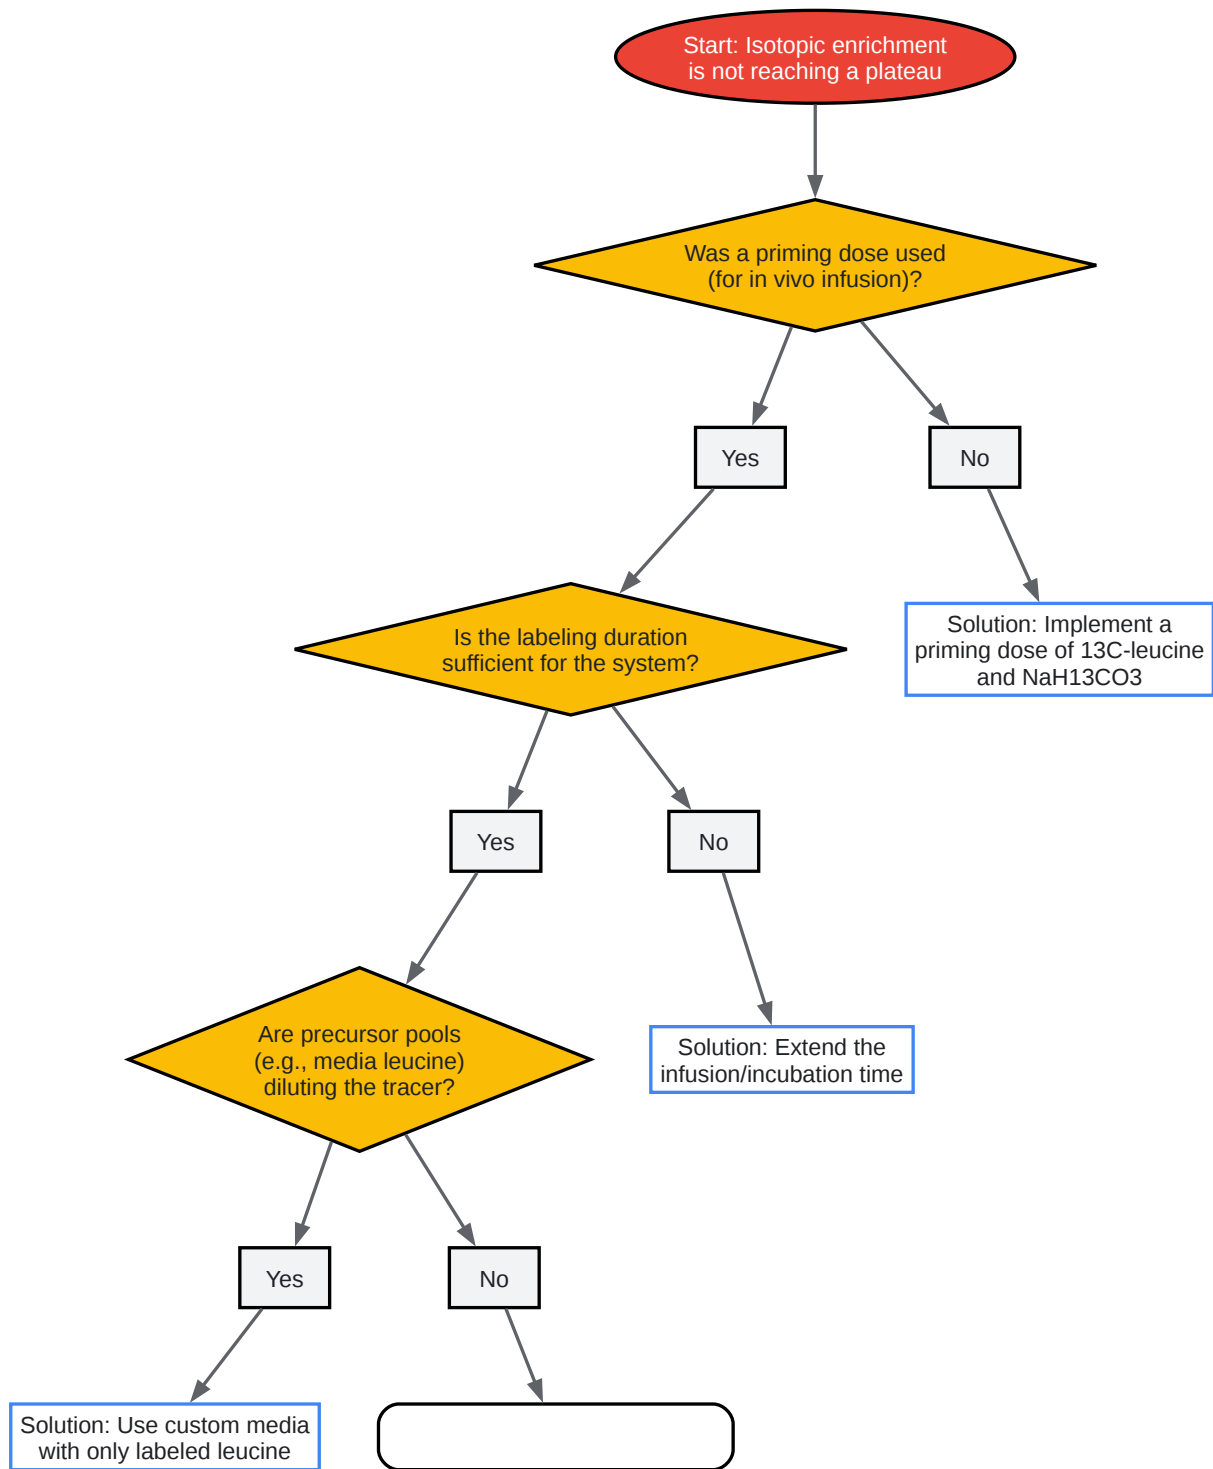 Start: Isotopic enrichment
is not reaching a plateau
Was a priming dose used
(for in vivo infusion)?
Yes
No
Solution: Implement a
priming dose of 13C-leucine
and NaH13CO3
Is the labeling duration
sufficient for the system?
Yes
No
Solution: Extend the
infusion/incubation time
Are precursor pools
(e.g., media leucine)
diluting the tracer?
Yes
No
Solution: Use custom media
with only labeled leucine